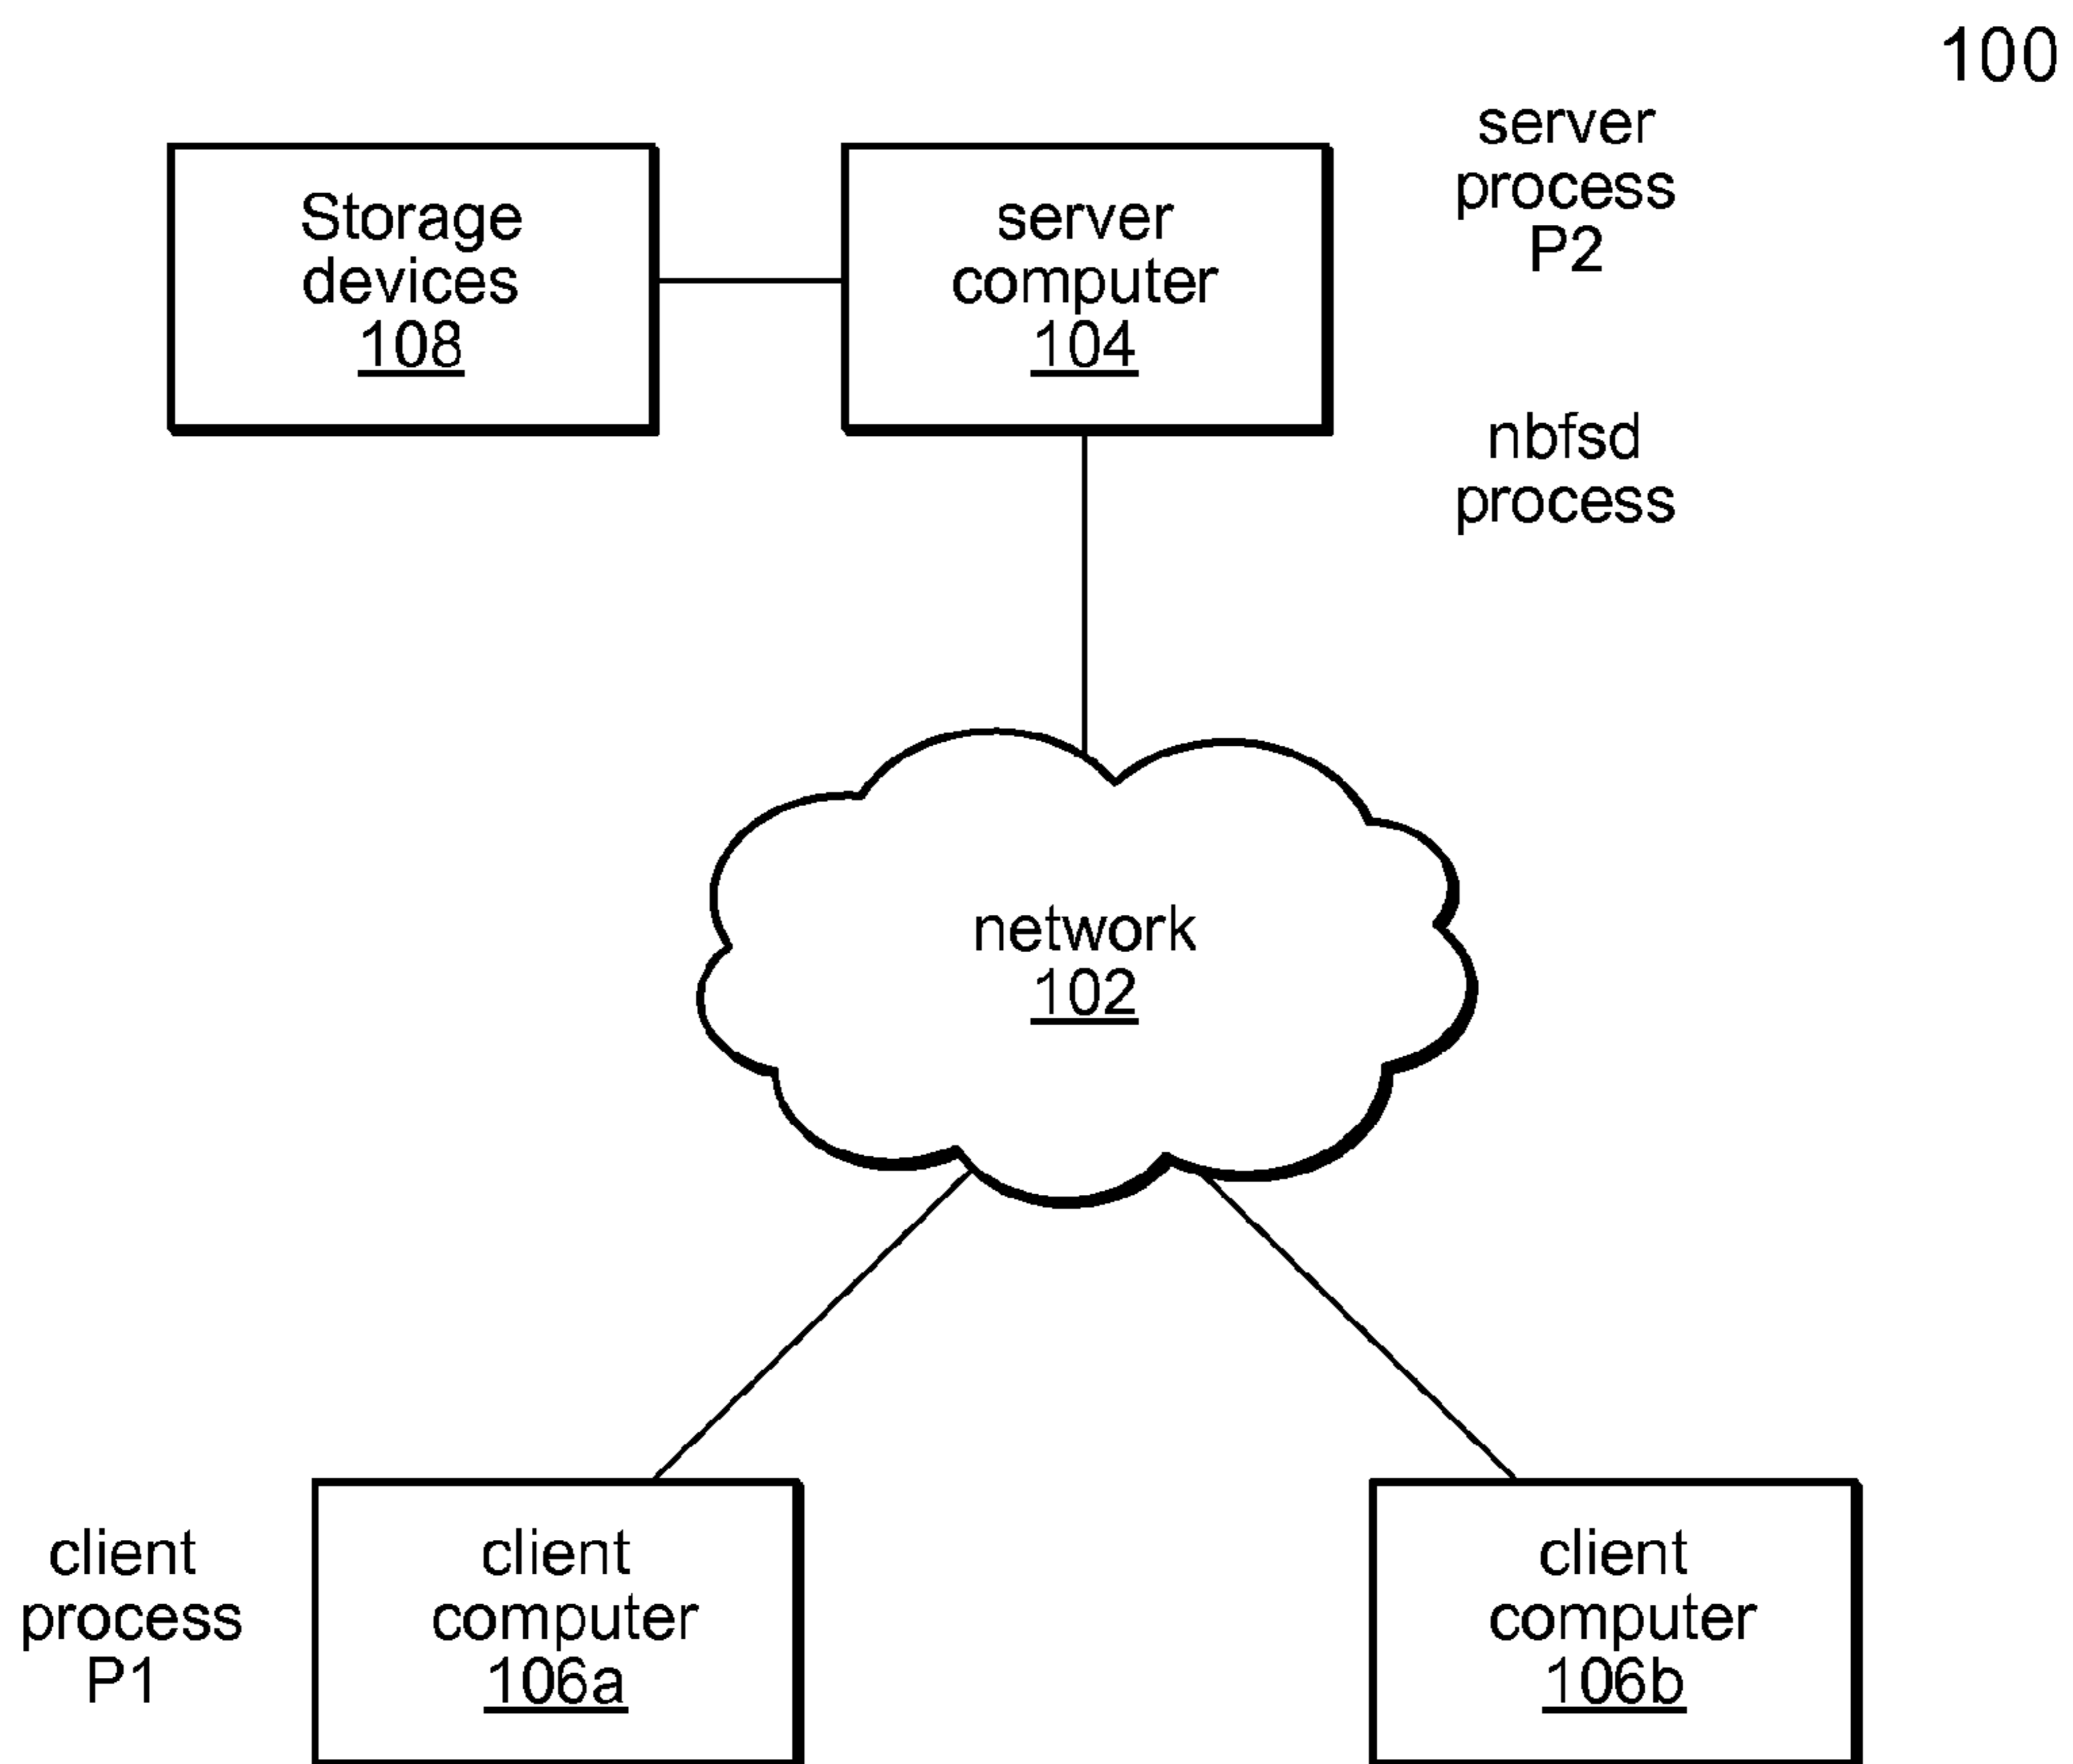 100
Storage
devices
108
server
computer
104
server
process
P2
nbfsd
process
network
102
client
process
P1
client
computer
106a
client
computer
106b